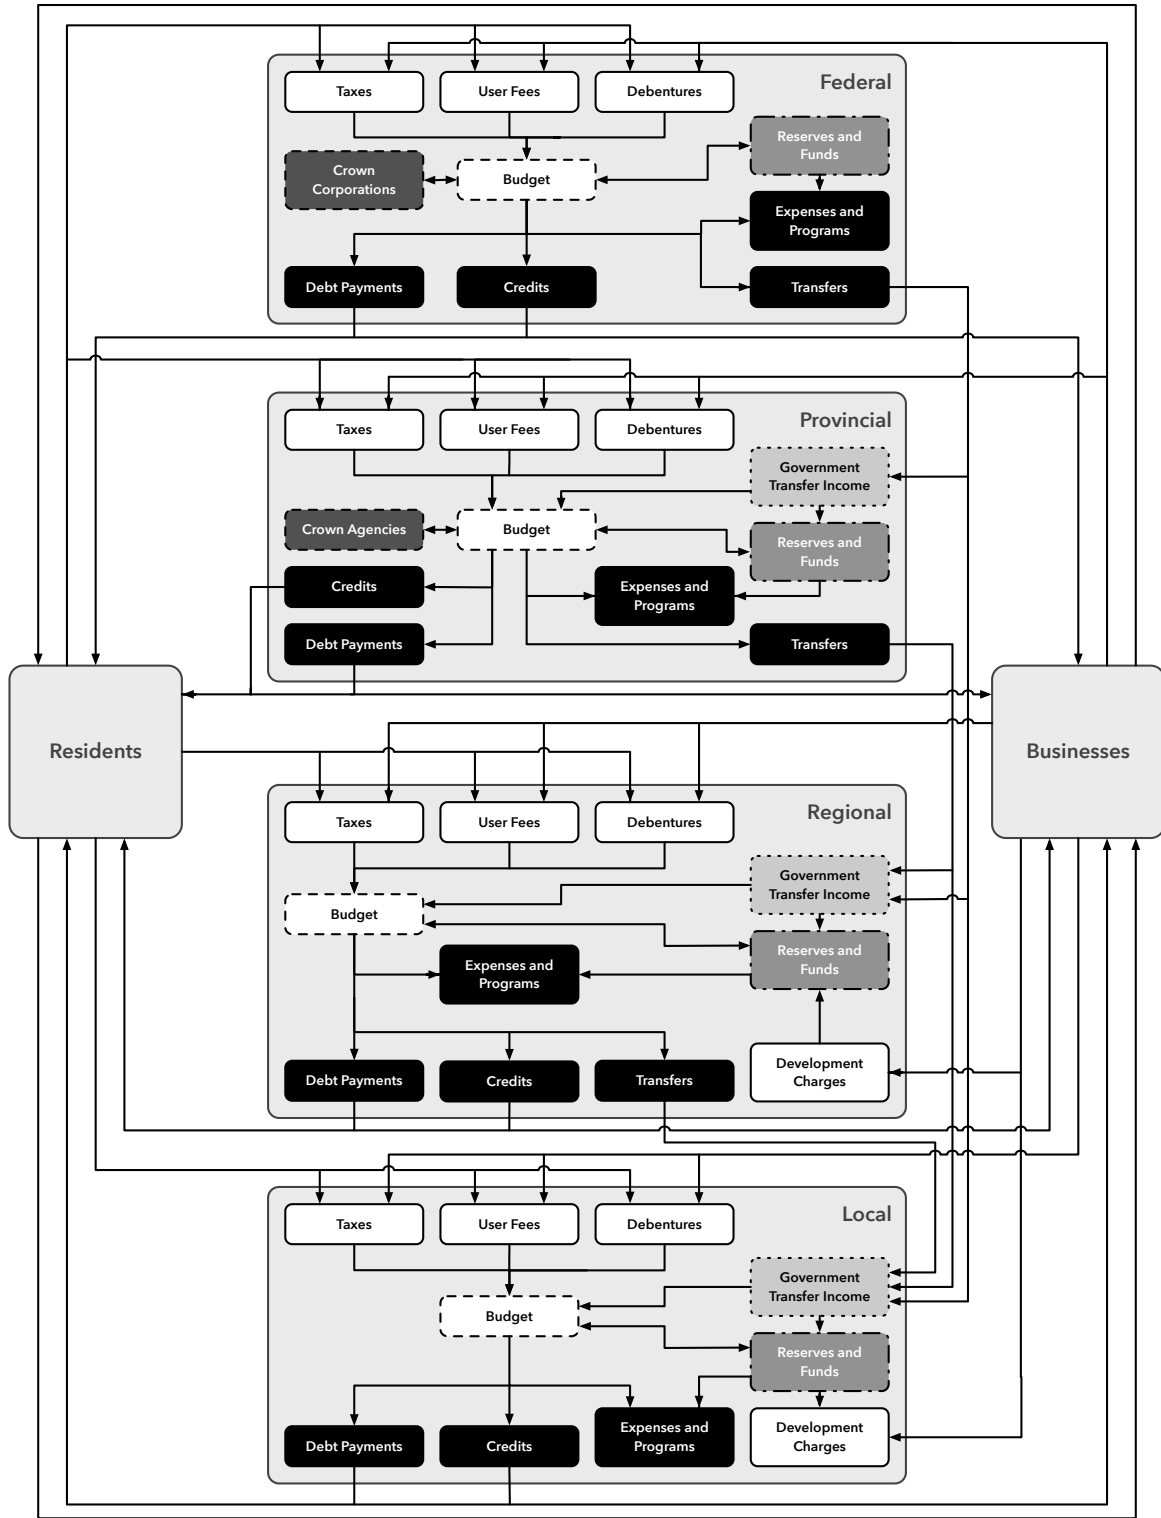 Federal
Taxes
User Fees
Debentures
Reserves and
Funds
Crown
Corporations
Budget
Expenses and
Programs
Debt Payments
Credits
Transfers
Provincial
Taxes
User Fees
Debentures
Government
Transfer Income
Crown Agencies
Budget
Reserves and
Funds
Credits
Expenses and
Programs
Debt Payments
Transfers
Residents
Businesses
Regional
Taxes
User Fees
Debentures
Government
Transfer Income
Budget
Reserves and
Funds
Expenses and
Programs
Debt Payments
Credits
Transfers
Development
Charges
Local
Taxes
User Fees
Debentures
Government
Transfer Income
Budget
Reserves and
Funds
Debt Payments
Credits
Expenses and
Programs
Development
Charges